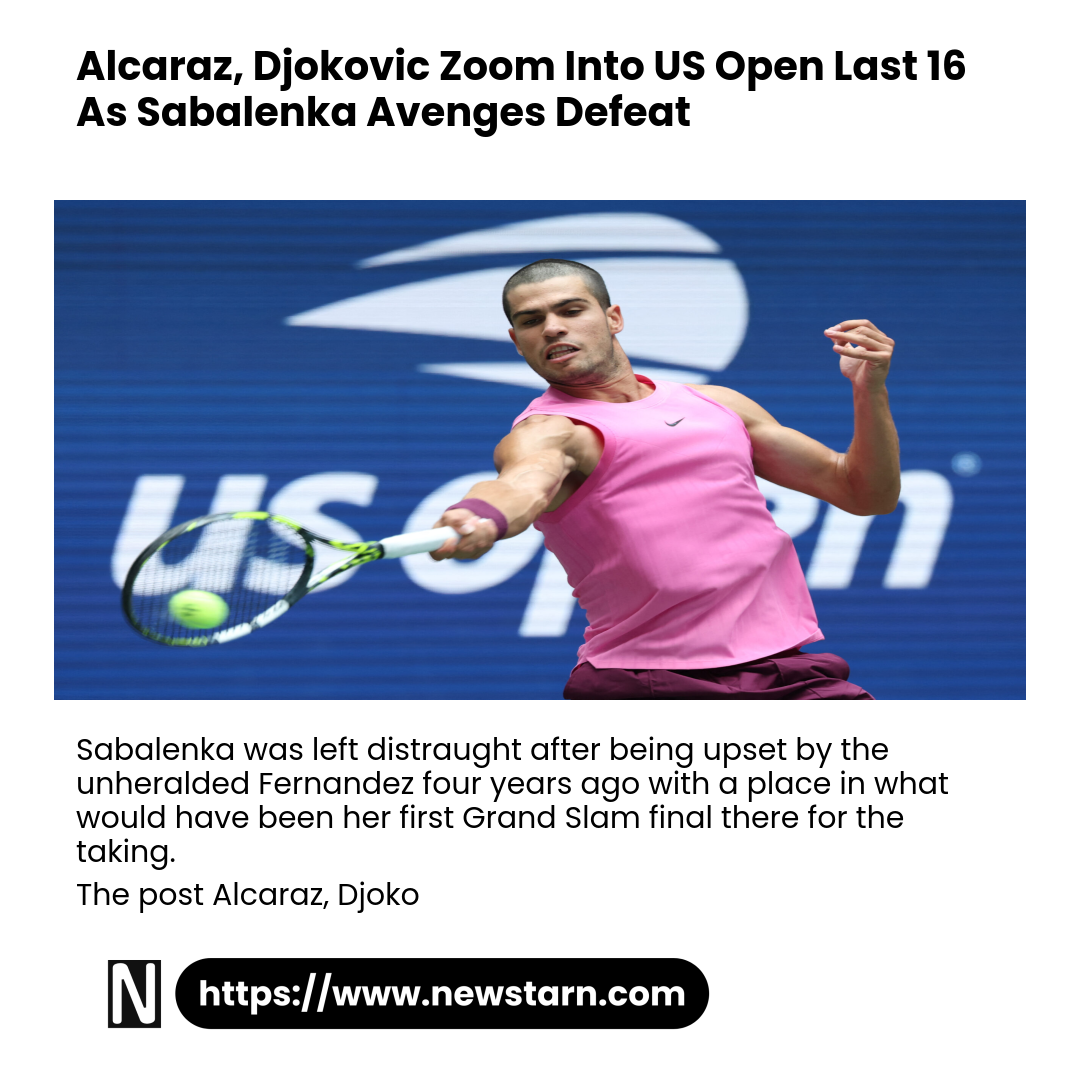 Alcaraz, Djokovic Zoom Into US Open Last 16
As Sabalenka Avenges Defeat
us open
Sabalenka was left distraught after being upset by the
unheralded Fernandez four years ago with a place in what
would have been her first Grand Slam final there for the
taking.
The post Alcaraz, Djoko
N https://www.newstarn.com